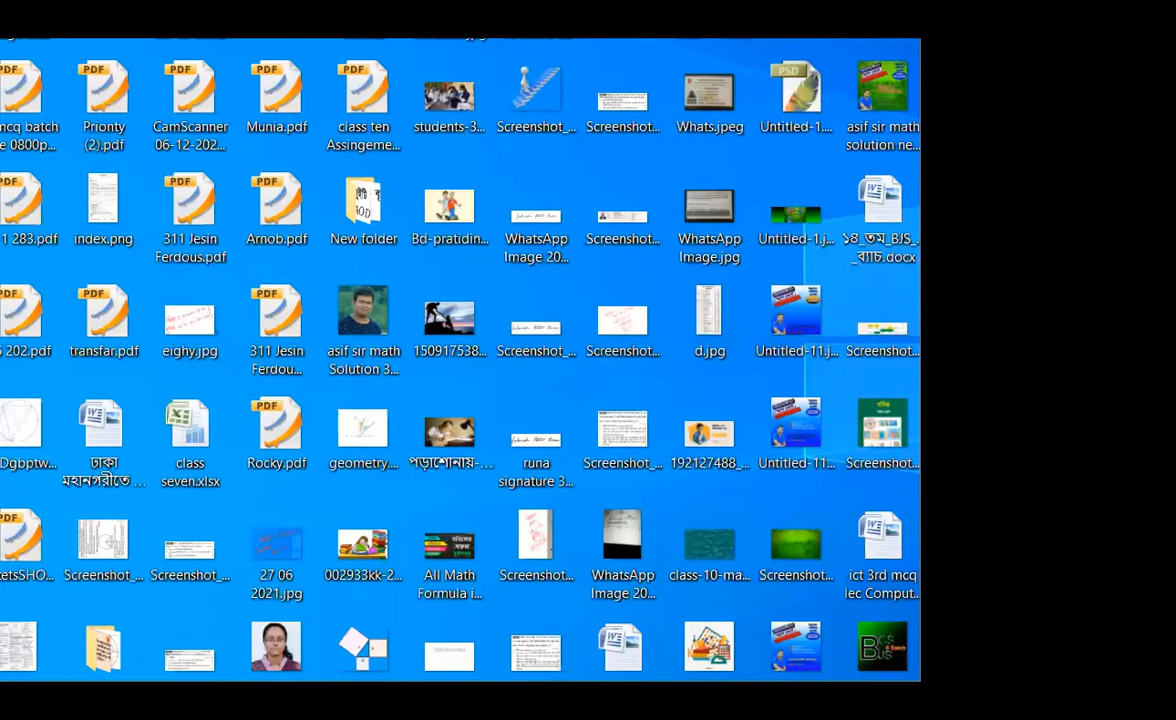 mcq batch
e 0800p...
Prionty
(2).pdf
CamScanner
06-12-202...
Munia.pdf
class ten
Assingeme...
students-3...
Screenshot_...
Screenshot...
Whats.jpeg
Untitled-1....
asif sir math
solution ne...
1 283.pdf
index.png
311 Jesin
Ferdous.pdf
Arnob.pdf
New folder
Bd-pratidin...
WhatsApp
Image 20...
Screenshot...
WhatsApp
Image.jpg
Untitled-1.j...
১৪_তম_BJS_.
_ব্যাচ.docx
202.pdf
transfar.pdf
eighy.jpg
311 Jesin
Ferdou...
asif sir math
Solution 3...
150917538...
Screenshot_...
Screenshot...
d.jpg
Untitled-11.j...
Screenshot...
Dgbptw...
ঢাকা
মহানগরীতে ...
class
seven.xlsx
Rocky.pdf
geometry....
পড়াশোনায়-...
runa
signature 3...
Screenshot_...
192127488_...
Untitled-11...
Screenshot...
etsSHO...
Screenshot_...
Screenshot_...
27 06
2021.jpg
002933kk-2...
All Math
Formula i...
Screenshot...
WhatsApp
Image 20...
class-10-ma...
Screenshot...
ict 3rd mcq
lec Comput...